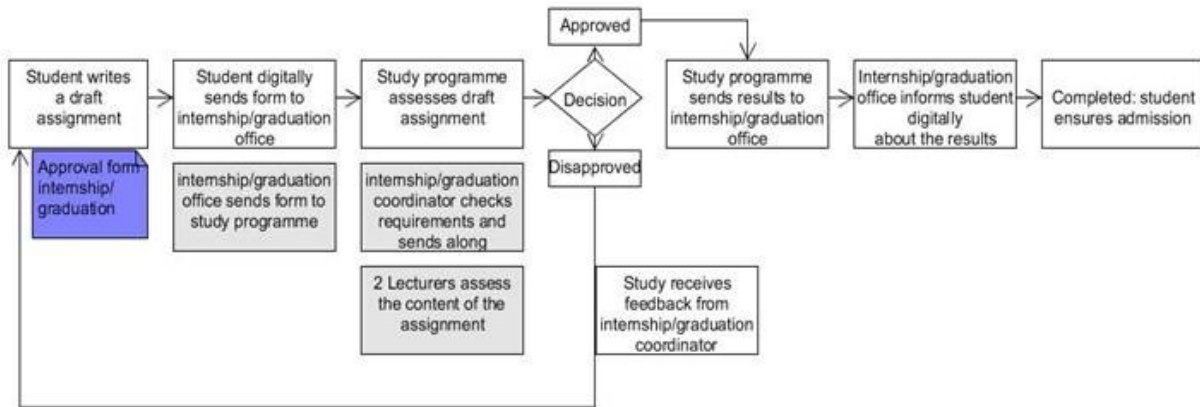 Approved
Student writes
a draft
assignment
Student digitally
sends form to
internship/graduation
office
Study programme
assesses draft
assignment
Decision
Study programme
sends results to
internship/graduation
office
Internship/graduation
office informs student
digitally
about the results
Completed: student
ensures admission
Disapproved
Approval form
internship/
graduation
internship/graduation
office sends form to
study programme
internship/graduation
coordinator checks
requirements and
sends along
2 Lecturers assess
the content of the
assignment
Study receives
feedback from
internship/graduation
coordinator